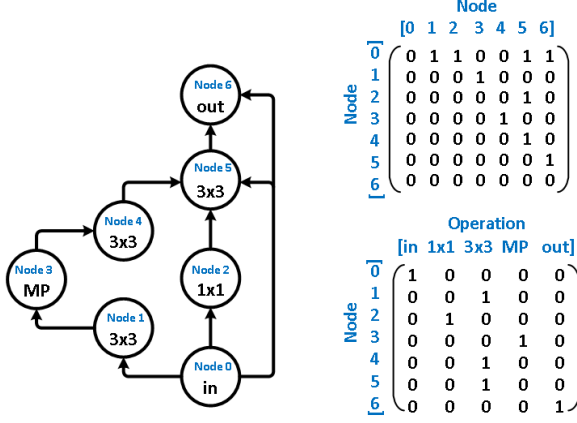 Node 6
out
Node 5
3x3
Node 4
3x3
Node 3
MP
Node 2
1x1
Node 1
3x3
Node 0
in
Node
[0 1 2 3 4 5 6]
Node
[0 1 2 3 4 5 6]
0 1 1 0 0 1 1
0 0 0 1 0 0 0
0 0 0 0 0 1 0
0 0 0 0 1 0 0
0 0 0 0 0 1 0
0 0 0 0 0 0 1
0 0 0 0 0 0 0
Operation
[in 1x1 3x3 MP out]
Node
[0 1 2 3 4 5 6]
1 0 0 0 0
0 0 1 0 0
0 1 0 0 0
0 0 0 1 0
0 0 1 0 0
0 0 1 0 0
0 0 0 0 1